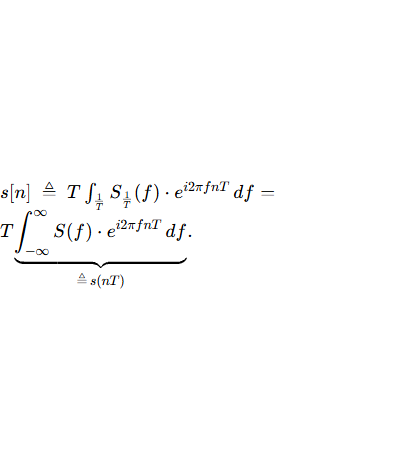 s[n] ≜ T ∫_{1/T} S_{1/T}(f) · e^{i2πfnT} df =
T ∫_{−∞}^{∞} S(f) · e^{i2πfnT} df.
≜ s(nT)